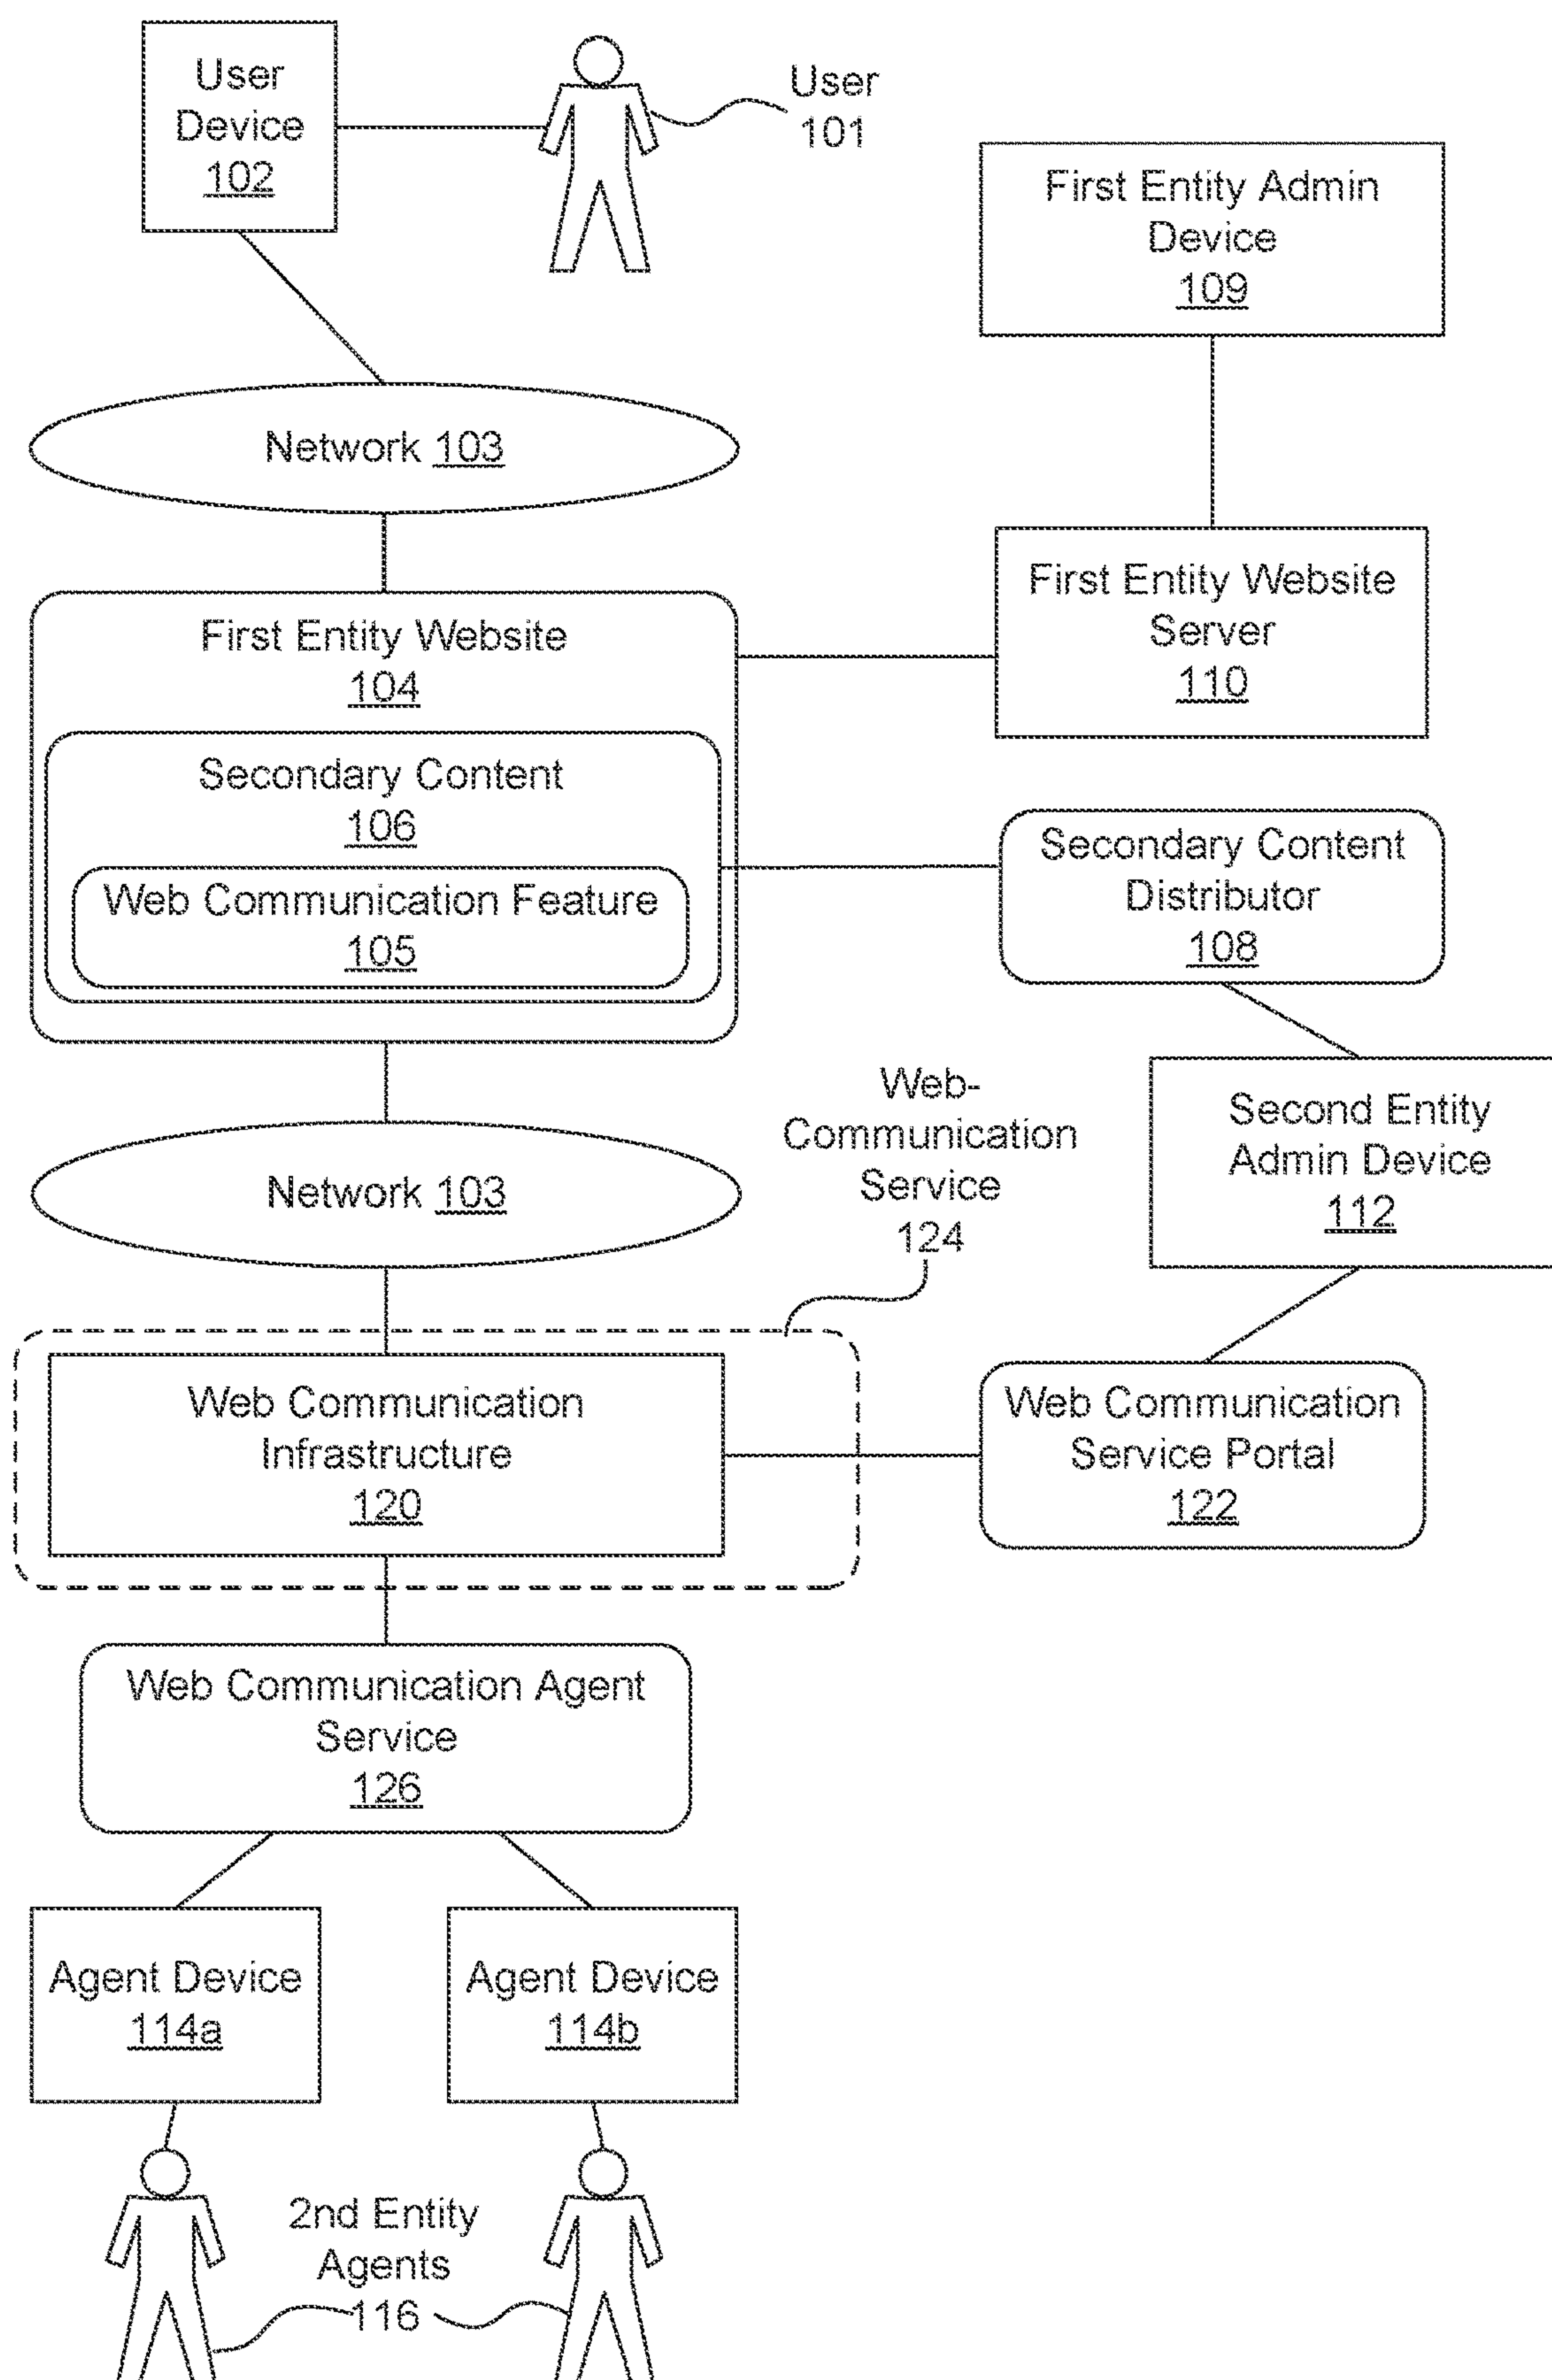 User
Device
102
User
101
First Entity Admin
Device
109
Network 103
First Entity Website
Server
110
First Entity Website
104
Secondary Content
106
Web Communication Feature
105
Secondary Content
Distributor
108
Web-
Communication
Service
124
Second Entity
Admin Device
112
Network 103
Web Communication
Infrastructure
120
Web Communication
Service Portal
122
Web Communication Agent
Service
126
Agent Device
114a
Agent Device
114b
2nd Entity
Agents
116